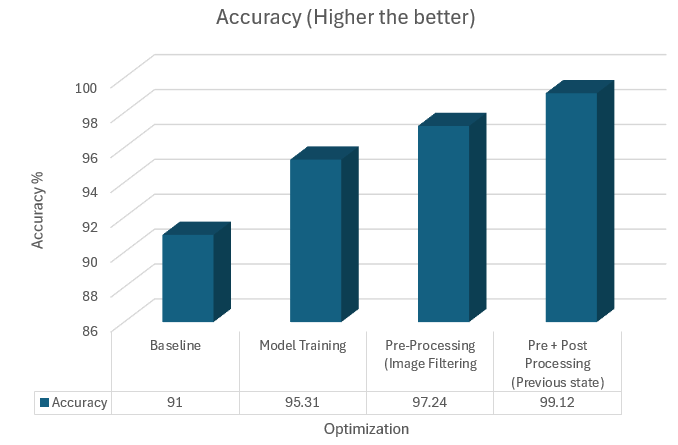 Accuracy (Higher the better)
100
98
96
94
92
90
88
86
Accuracy %
Baseline
Model Training
Pre-Processing
(Image Filtering
Pre + Post
Processing
(Previous state)
Accuracy 91 95.31 97.24 99.12
Optimization